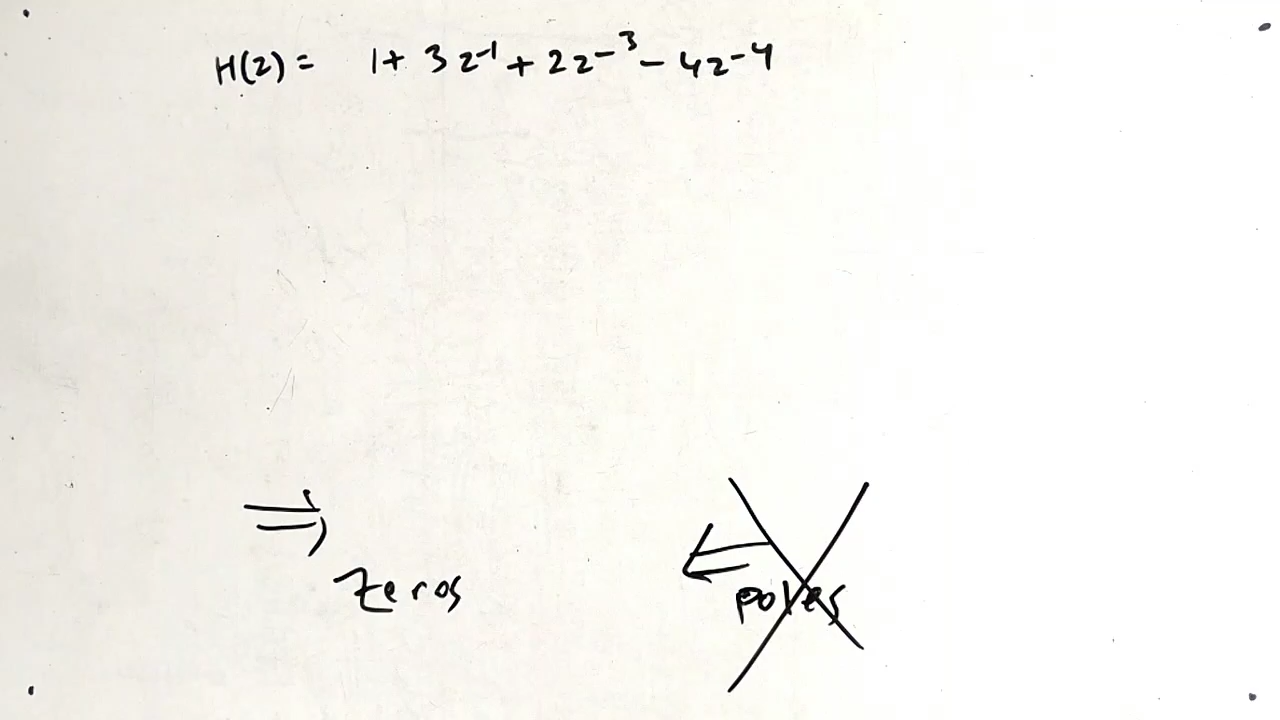 H(z) = 1 + 3z⁻¹ + 2z⁻³ - 4z⁻⁴
⇒
zeros
⇐
poles